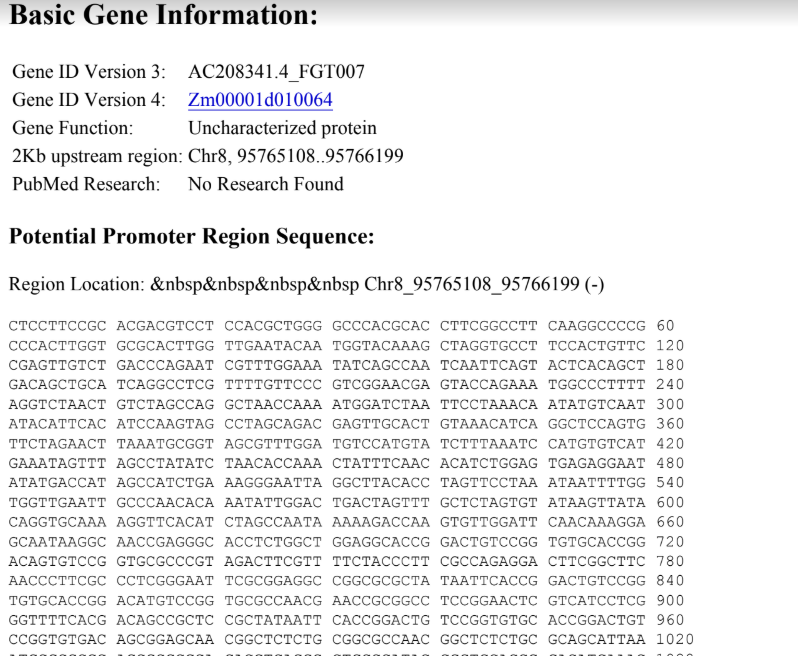 Basic Gene Information:
Gene ID Version 3: AC208341.4_FGT007
Gene ID Version 4: Zm00001d010064
Gene Function: Uncharacterized protein
2Kb upstream region: Chr8, 95765108..95766199
PubMed Research: No Research Found
Potential Promoter Region Sequence:
Region Location: &nbsp&nbsp&nbsp&nbsp Chr8_95765108_95766199 (-)
CTCCTTCCGC ACGACGTCCT CCACGCTGGG GCCCACGCAC CTTCGGCCTT CAAGGCCCCG 60
CCCACTTGGT GCGCACTTGG TTGAATACAA TGGTACAAAG CTAGGTGCCT TCCACTGTTC 120
CGAGTTGTCT GACCCAGAAT CGTTTGGAAA TATCAGCCAA TCAATTCAGT ACTCACAGCT 180
GACAGCTGCA TCAGGCCTCG TTTTGTTCCC GTCGGAACGA GTACCAGAAA TGGCCCTTTT 240
AGGTCTAACT GTCTAGCCAG GCTAACCAAA ATGGATCTAA TTCCTAAACA ATATGTCAAT 300
ATACATTCAC ATCCAAGTAG CCTAGCAGAC GAGTTGCACT GTAAACATCA GGCTCCAGTG 360
TTCTAGAACT TAAATGCGGT AGCGTTTGGA TGTCCATGTA TCTTTAAATC CATGTGTCAT 420
GAAATAGTTT AGCCTATATC TAACACCAAA CTATTTCAAC ACATCTGGAG TGAGAGGAAT 480
ATATGACCAT AGCCATCTGA AAGGGAATTA GGCTTACACC TAGTTCCTAA ATAATTTTGG 540
TGGTTGAATT GCCCAACACA AATATTGGAC TGACTAGTTT GCTCTAGTGT ATAAGTTATA 600
CAGGTGCAAA AGGTTCACAT CTAGCCAATA AAAAGACCAA GTGTTGGATT CAACAAAGGA 660
GCAATAAGGC AACCGAGGGC ACCTCTGGCT GGAGGCACCG GACTGTCCGG TGTGCACCGG 720
ACAGTGTCCG GTGCGCCCGT AGACTTCGTT TTCTACCCTT CGCCAGAGGA CTTCGGCTTC 780
AACCCTTCGC CCTCGGGAAT TCGCGGAGGC CGGCGCGCTA TAATTCACCG GACTGTCCGG 840
TGTGCACCGG ACATGTCCGG TGCGCCAACG AACCGCGGCC TCCGGAACTC GTCATCCTCG 900
GGTTTTCACG ACAGCCGCTC CGCTATAATT CACCGGACTG TCCGGTGTGC ACCGGACTGT 960
CCGGTGTGAC AGCGGAGCAA CGGCTCTCTG CGGCGCCAAC GGCTCTCTGC GCAGCATTAA 1020